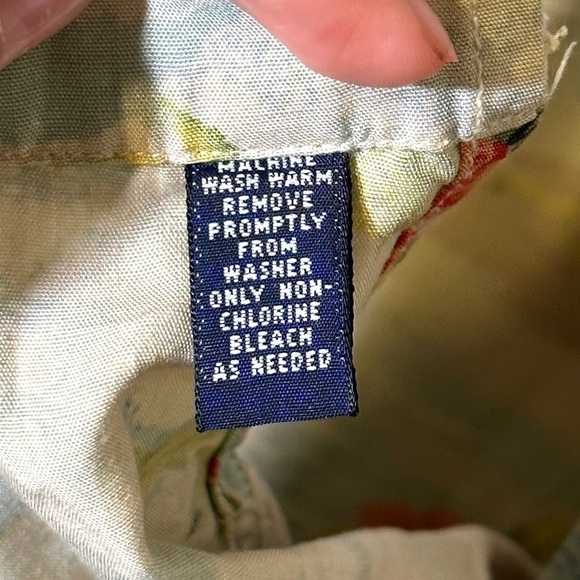 MACHINE
WASH WARM.
REMOVE
PROMPTLY
FROM
WASHER
ONLY NON-
CHLORINE
BLEACH
AS NEEDED